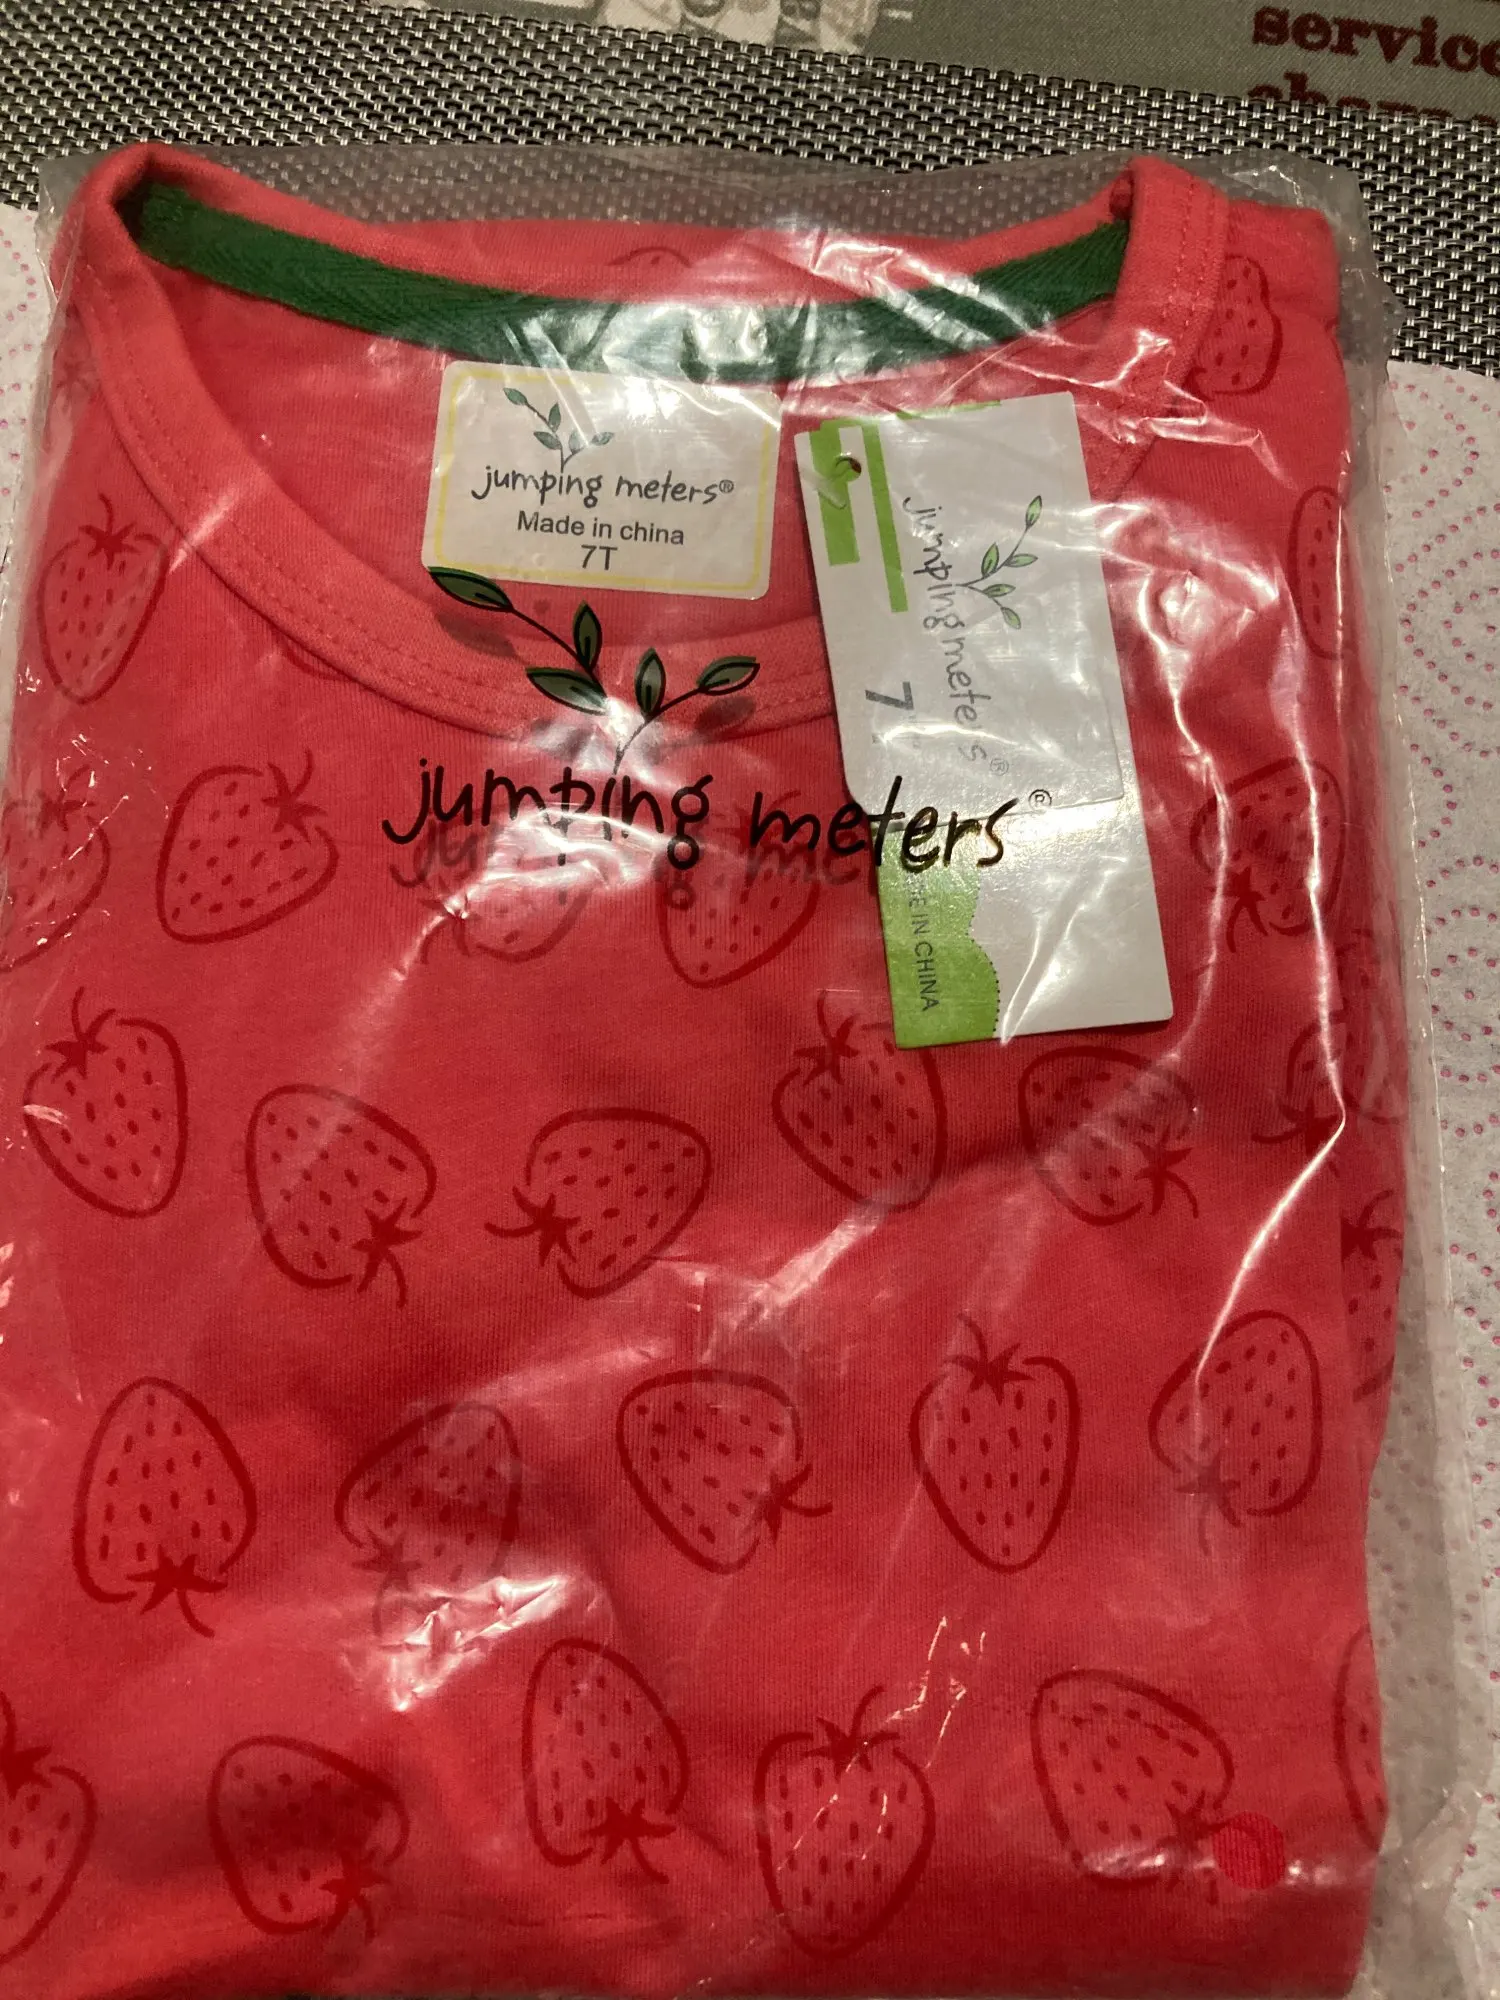 service
jumping meters®
Made in china
7T
jumping meters®
7T
jumping meters®
IN CHINA